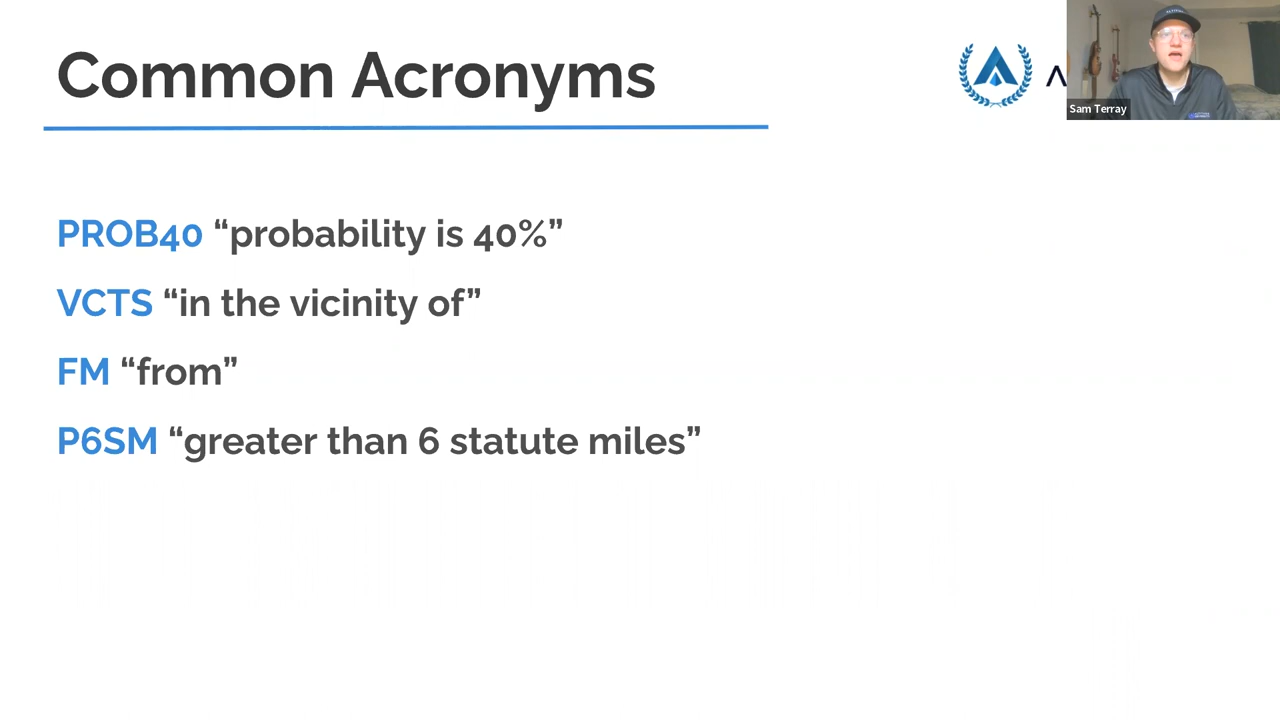 Common Acronyms
Sam Terray
PROB40 “probability is 40%”
VCTS “in the vicinity of”
FM “from”
P6SM “greater than 6 statute miles”